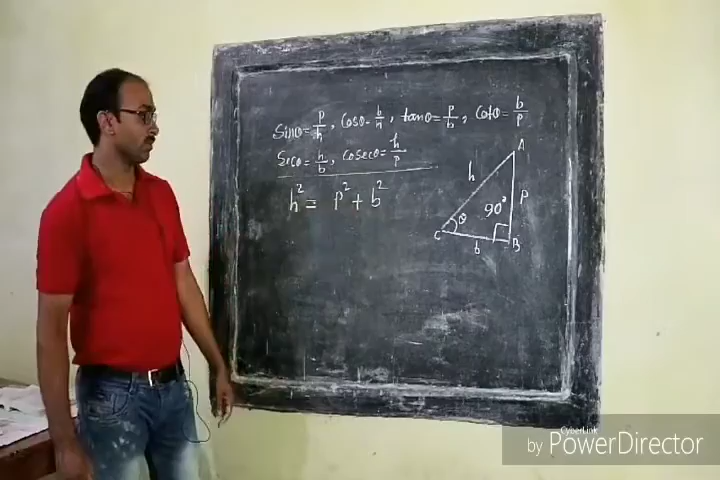 Sinθ = p/h, Cosθ = b/h, tanθ = p/b, Cotθ = b/p
Secθ = h/b, Cosecθ = h/p
h² = p² + b²
A
h
p
90°
θ
C
b
B
CyberLink
by PowerDirector